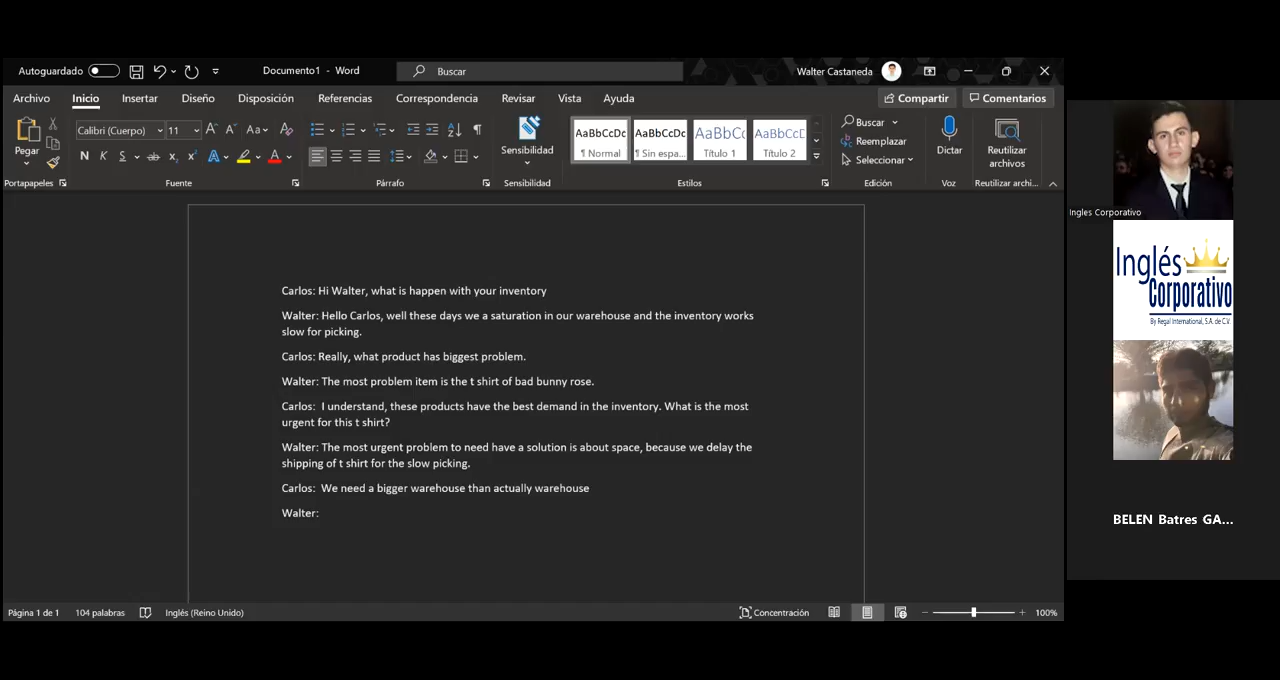 Autoguardado
Documento1 - Word
Buscar
Walter Castaneda
Archivo
Inicio
Insertar
Diseño
Disposición
Referencias
Correspondencia
Revisar
Vista
Ayuda
Compartir
Comentarios
Pegar
Portapapeles
Calibri (Cuerpo)
11
A A Aa
N K S ab x₂ x² A A
Fuente
Párrafo
Sensibilidad
Sensibilidad
AaBbCcDc AaBbCcDc AaBbC AaBbCcD
¶ Normal
¶ Sin espa...
Título 1
Título 2
Estilos
Buscar
Reemplazar
Seleccionar
Edición
Dictar
Voz
Reutilizar
archivos
Reutilizar archi...
Carlos: Hi Walter, what is happen with your inventory
Walter: Hello Carlos, well these days we a saturation in our warehouse and the inventory works
slow for picking.
Carlos: Really, what product has biggest problem.
Walter: The most problem item is the t shirt of bad bunny rose.
Carlos:  I understand, these products have the best demand in the inventory. What is the most
urgent for this t shirt?
Walter: The most urgent problem to need have a solution is about space, because we delay the
shipping of t shirt for the slow picking.
Carlos:  We need a bigger warehouse than actually warehouse
Walter:
Página 1 de 1
104 palabras
Inglés (Reino Unido)
Concentración
100%
Ingles Corporativo
Inglés
Corporativo
By Regal International, S.A. de C.V.
BELEN Batres GA...